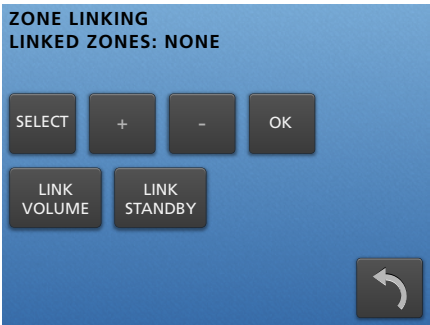 ZONE LINKING
LINKED ZONES: NONE
SELECT + - OK
LINK VOLUME LINK STANDBY